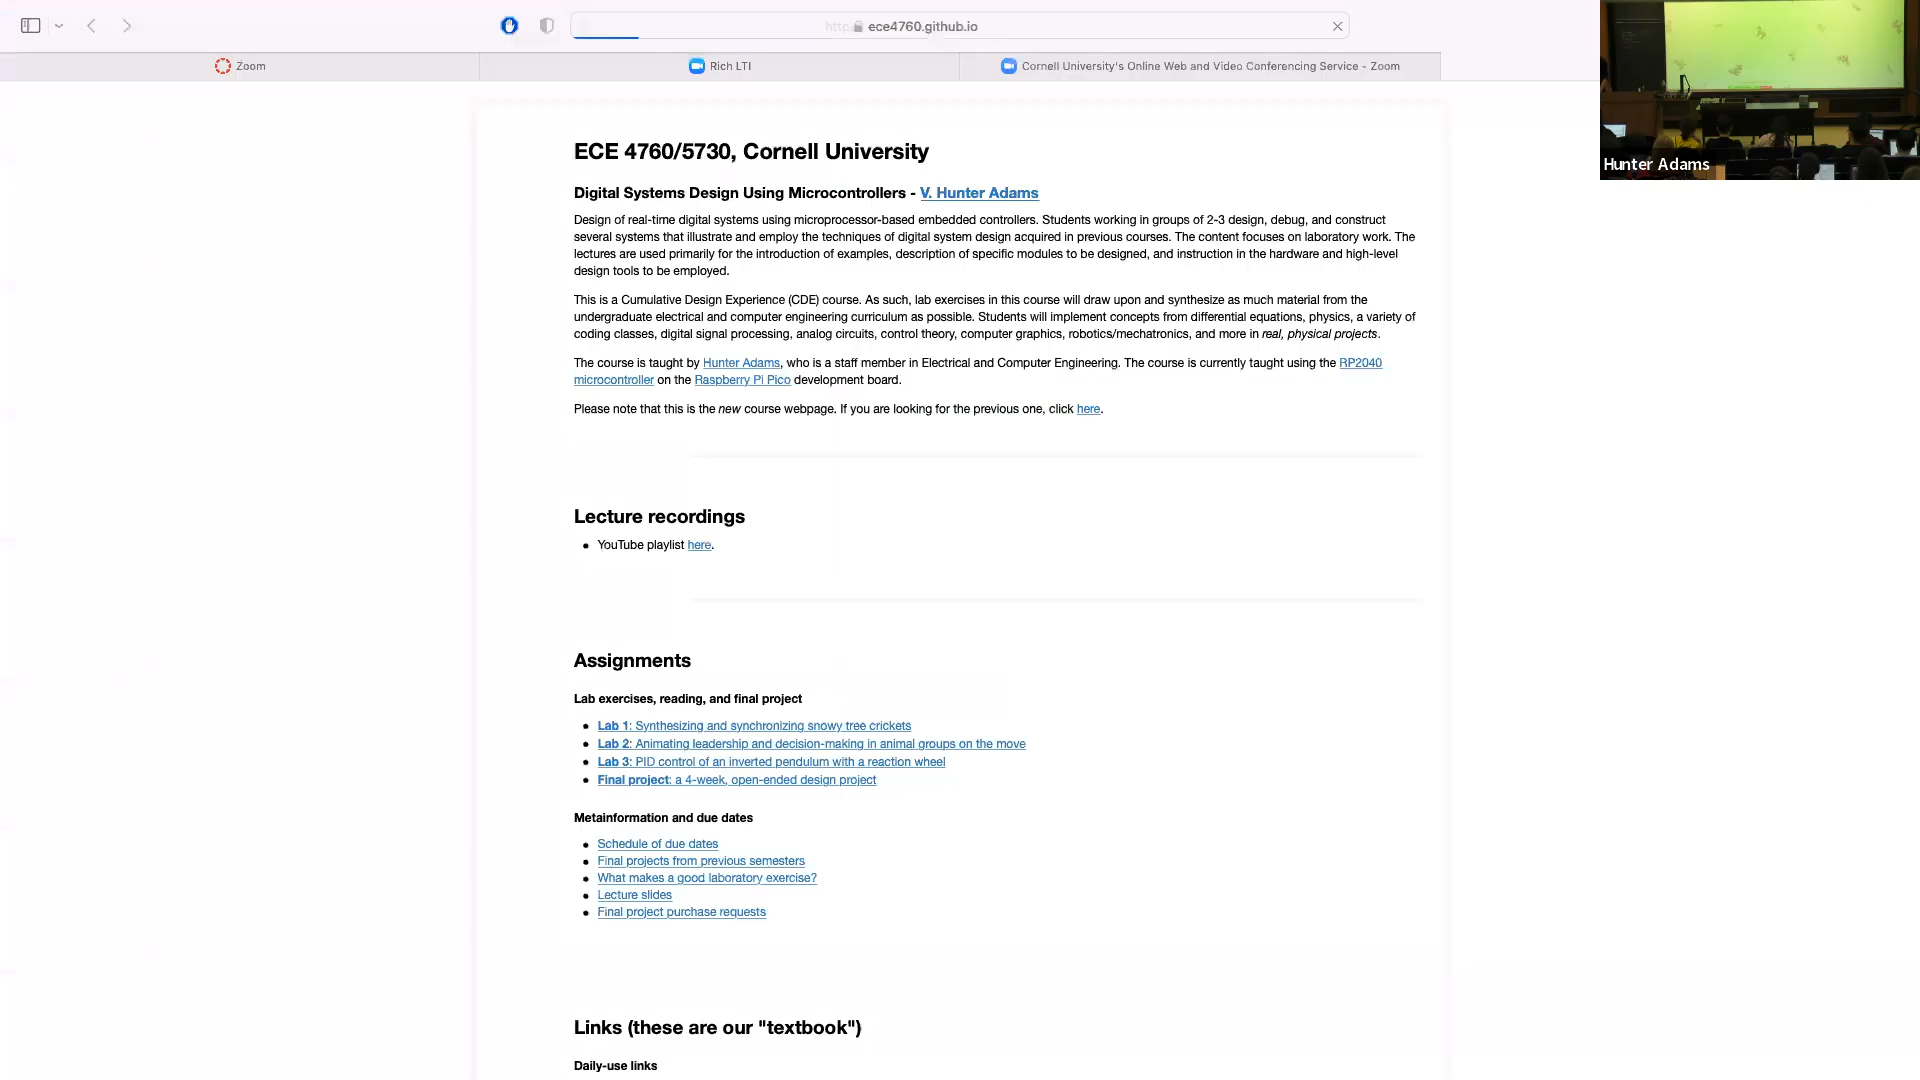 ece4760.github.io
Zoom
Rich LTI
Cornell University's Online Web and Video Conferencing Service - Zoom
Hunter Adams
ECE 4760/5730, Cornell University
Digital Systems Design Using Microcontrollers - V. Hunter Adams
Design of real-time digital systems using microprocessor-based embedded controllers. Students working in groups of 2-3 design, debug, and construct
several systems that illustrate and employ the techniques of digital system design acquired in previous courses. The content focuses on laboratory work. The
lectures are used primarily for the introduction of examples, description of specific modules to be designed, and instruction in the hardware and high-level
design tools to be employed.
This is a Cumulative Design Experience (CDE) course. As such, lab exercises in this course will draw upon and synthesize as much material from the
undergraduate electrical and computer engineering curriculum as possible. Students will implement concepts from differential equations, physics, a variety of
coding classes, digital signal processing, analog circuits, control theory, computer graphics, robotics/mechatronics, and more in real, physical projects.
The course is taught by Hunter Adams, who is a staff member in Electrical and Computer Engineering. The course is currently taught using the RP2040
microcontroller on the Raspberry Pi Pico development board.
Please note that this is the new course webpage. If you are looking for the previous one, click here.
Lecture recordings
YouTube playlist here.
Assignments
Lab exercises, reading, and final project
Lab 1: Synthesizing and synchronizing snowy tree crickets
Lab 2: Animating leadership and decision-making in animal groups on the move
Lab 3: PID control of an inverted pendulum with a reaction wheel
Final project: a 4-week, open-ended design project
Metainformation and due dates
Schedule of due dates
Final projects from previous semesters
What makes a good laboratory exercise?
Lecture slides
Final project purchase requests
Links (these are our "textbook")
Daily-use links